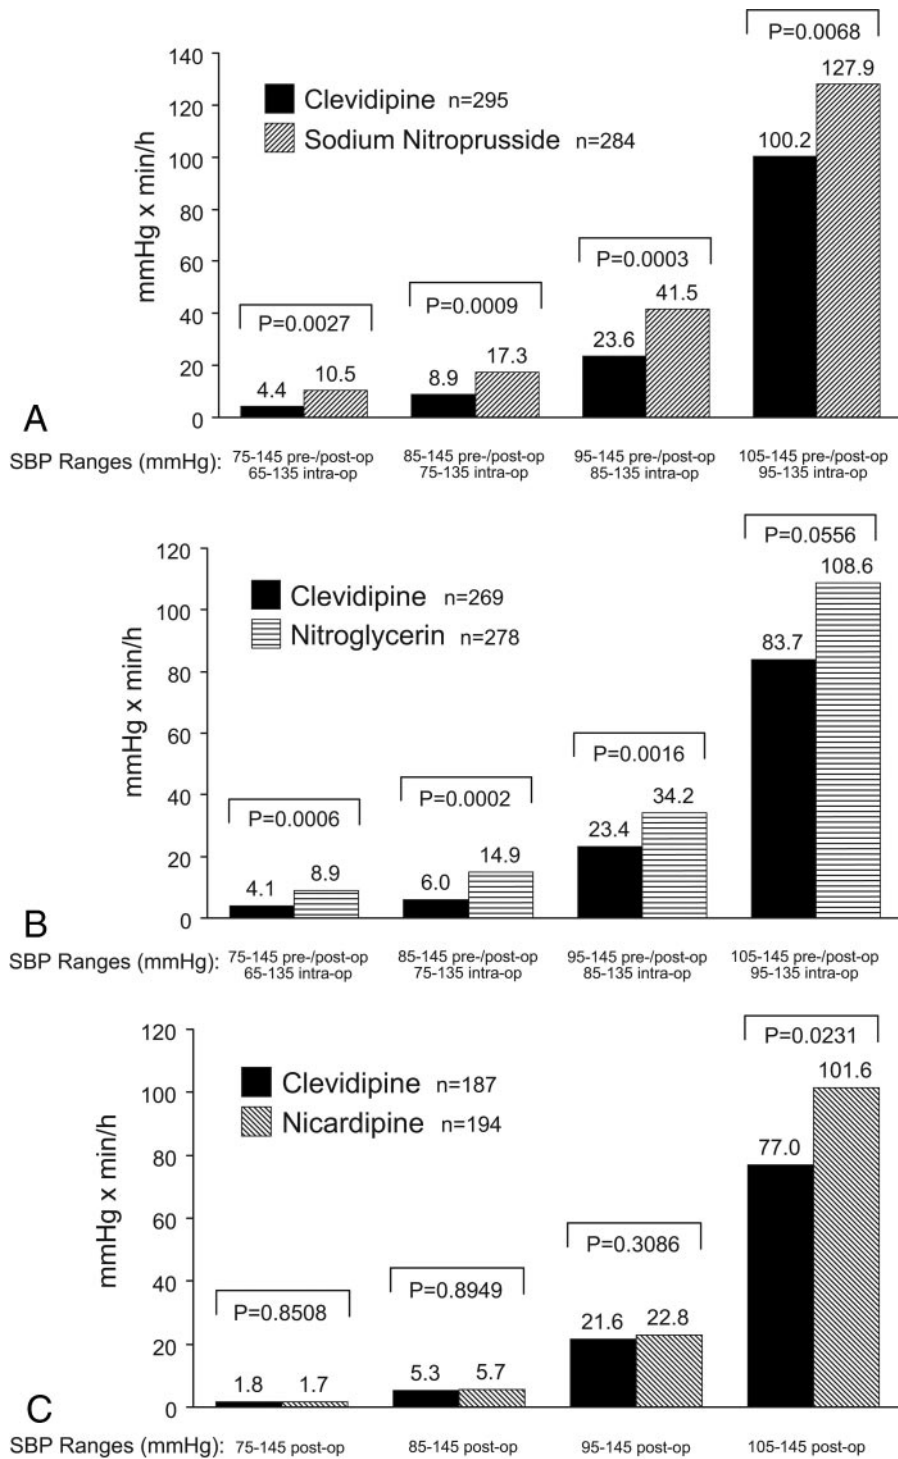 P=0.0068
140
127.9
Clevidipine n=295
120
Sodium Nitroprusside n=284
100.2
100
mmHg x min/h
80
P=0.0003
60
P=0.0027
P=0.0009
41.5
40
23.6
17.3
20
10.5
8.9
4.4
0
A
SBP Ranges (mmHg):
75-145 pre-/post-op
65-135 intra-op
85-145 pre-/post-op
75-135 intra-op
95-145 pre-/post-op
85-135 intra-op
105-145 pre-/post-op
95-135 intra-op
P=0.0556
120
108.6
Clevidipine n=269
100
Nitroglycerin n=278
83.7
80
mmHg x min/h
60
P=0.0016
P=0.0006
P=0.0002
40
34.2
23.4
20
14.9
8.9
6.0
4.1
0
B
SBP Ranges (mmHg):
75-145 pre-/post-op
65-135 intra-op
85-145 pre-/post-op
75-135 intra-op
95-145 pre-/post-op
85-135 intra-op
105-145 pre-/post-op
95-135 intra-op
P=0.0231
120
101.6
Clevidipine n=187
100
Nicardipine n=194
77.0
80
mmHg x min/h
60
P=0.3086
P=0.8508
P=0.8949
40
21.6
22.8
20
5.3
5.7
1.8
1.7
0
C
SBP Ranges (mmHg):
75-145 post-op
85-145 post-op
95-145 post-op
105-145 post-op